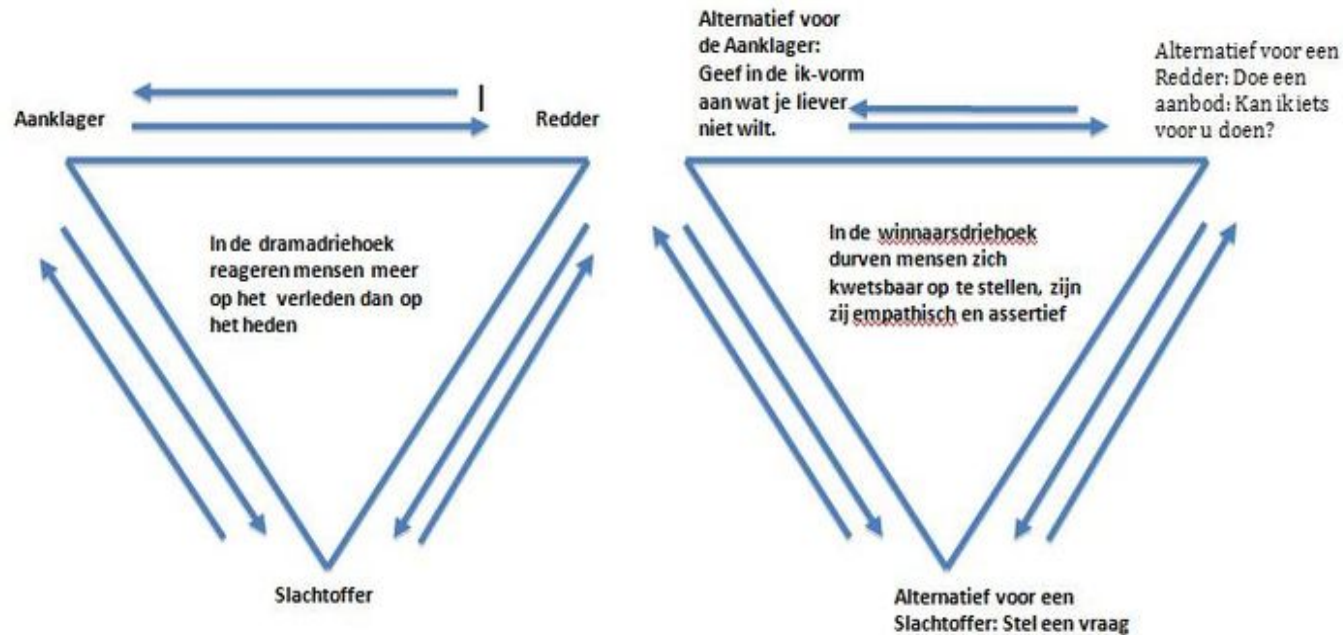 Aanklager
Redder
In de dramadriehoek
reageren mensen meer
op het verleden dan op
het heden
Slachtoffer
Alternatief voor
de Aanklager:
Geef in de ik-vorm
aan wat je liever
niet wilt.
Alternatief voor een
Redder: Doe een
aanbod: Kan ik iets
voor u doen?
In de winnaarsdriehoek
durven mensen zich
kwetsbaar op te stellen, zijn
zij empathisch en assertief
Alternatief voor een
Slachtoffer: Stel een vraag